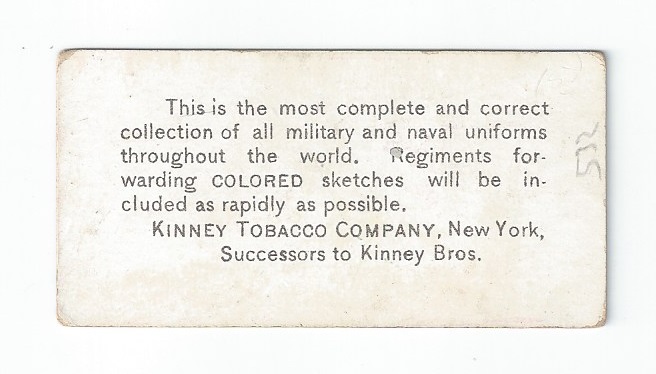 This is the most complete and correct
collection of all military and naval uniforms
throughout the world. Regiments for-
warding COLORED sketches will be in-
cluded as rapidly as possible.
KINNEY TOBACCO COMPANY, New York,
Successors to Kinney Bros.
532